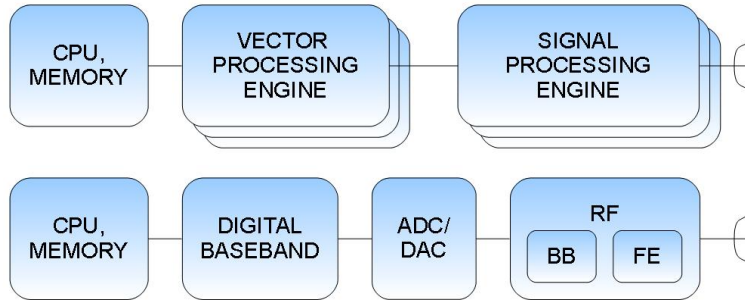 CPU,
MEMORY
VECTOR
PROCESSING
ENGINE
SIGNAL
PROCESSING
ENGINE
CPU,
MEMORY
DIGITAL
BASEBAND
ADC/
DAC
RF
BB
FE